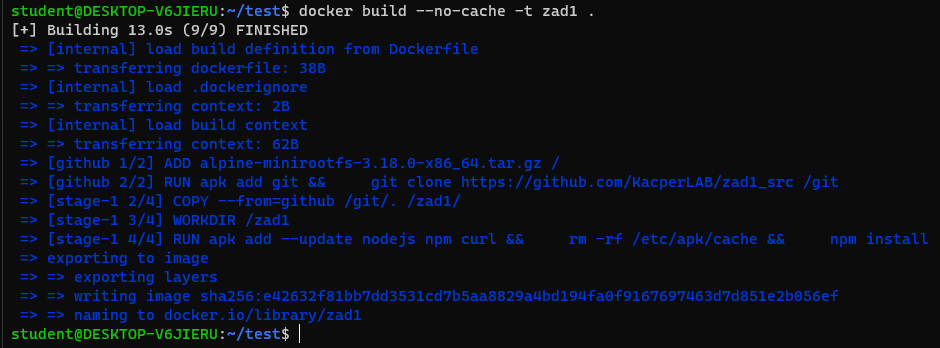 student@DESKTOP-V6JIERU:~/test$ docker build --no-cache -t zad1 .
[+] Building 13.0s (9/9) FINISHED
=> [internal] load build definition from Dockerfile
=> => transferring dockerfile: 38B
=> [internal] load .dockerignore
=> => transferring context: 2B
=> [internal] load build context
=> => transferring context: 62B
=> [github 1/2] ADD alpine-minirootfs-3.18.0-x86_64.tar.gz /
=> [github 2/2] RUN apk add git &&     git clone https://github.com/KacperLAB/zad1_src /git
=> [stage-1 2/4] COPY --from=github /git/. /zad1/
=> [stage-1 3/4] WORKDIR /zad1
=> [stage-1 4/4] RUN apk add --update nodejs npm curl &&     rm -rf /etc/apk/cache &&     npm install
=> exporting to image
=> => exporting layers
=> => writing image sha256:e42632f81bb7dd3531cd7b5aa8829a4bd194fa0f9167697463d7d851e2b056ef
=> => naming to docker.io/library/zad1
student@DESKTOP-V6JIERU:~/test$